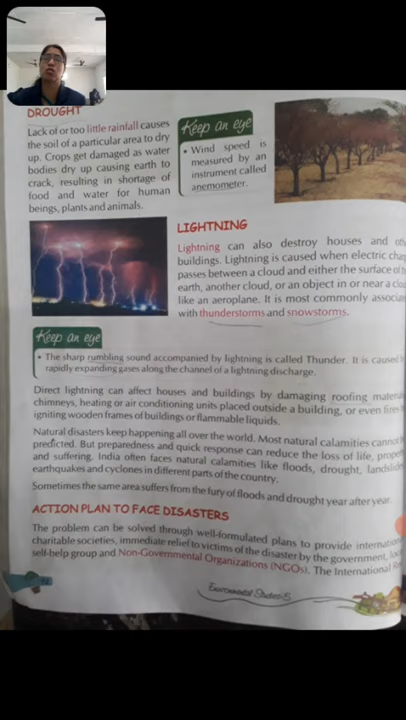 DROUGHT
Lack of or too little rainfall causes
the soil of a particular area to dry
up. Crops get damaged as water
bodies dry up causing earth to
crack, resulting in shortage of
food and water for human
beings, plants and animals.
Keep an eye
• Wind speed is
measured by an
instrument called
anemometer.
LIGHTNING
Lightning can also destroy houses and
buildings. Lightning is caused when electric
passes between a cloud and either the surface of
earth, another cloud, or an object in or near a
like an aeroplane. It is most commonly
with thunderstorms and snowstorms.
Keep an eye
• The sharp rumbling sound accompanied by lightning is called Thunder. It is caused
rapidly expanding gases along the channel of a lightning discharge.
Direct lightning can affect houses and buildings by damaging roofing
chimneys, heating or air conditioning units placed outside a building, or even fires
igniting wooden frames of buildings or flammable liquids.
Natural disasters keep happening all over the world. Most natural calamities cannot
predicted. But preparedness and quick response can reduce the loss of life,
and suffering. India often faces natural calamities like floods, drought,
earthquakes and cyclones in different parts of the country.
Sometimes the same area suffers from the fury of floods and drought year after year.
ACTION PLAN TO FACE DISASTERS
The problem can be solved through well-formulated plans to provide
charitable societies, immediate relief to victims of the disaster by the government,
self-help group and Non-Governmental Organizations (NGOs). The International
Environmental Studies-5